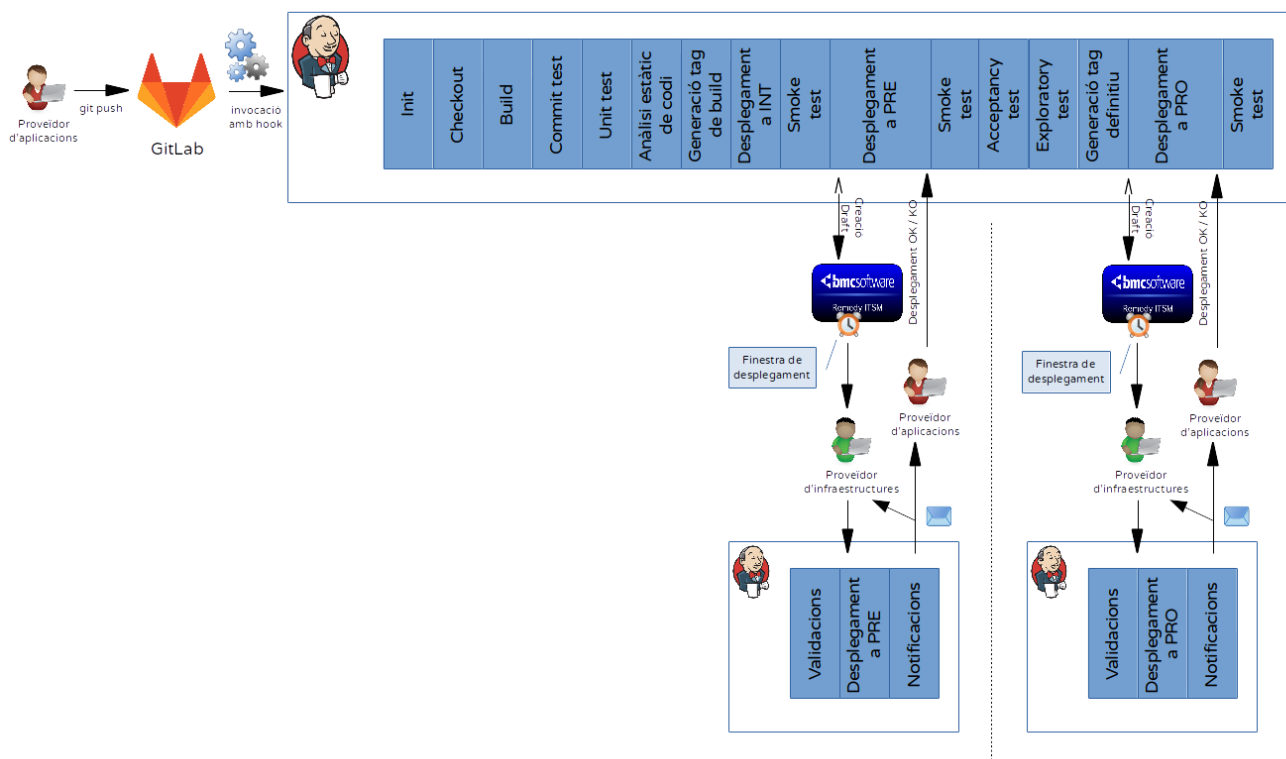 Proveïdor
d'aplicacions
git push
GitLab
invocació
amb hook
Init
Checkout
Build
Commit test
Unit test
Anàlisi estàtic
de codi
Generació tag
de build
Desplegament
a INT
Smoke
test
Desplegament
a PRE
Smoke
test
Acceptancy
test
Exploratory
test
Generació tag
definitiu
Desplegament
a PRO
Smoke
test
Creacio
Draft
Desplegament OK / KO
bmcsoftware
Remedy ITSM
Finestra de
desplegament
Proveïdor
d'aplicacions
Proveïdor
d'infraestructures
Validacions
Desplegament
a PRE
Notificacions
Creacio
Draft
Desplegament OK / KO
bmcsoftware
Remedy ITSM
Finestra de
desplegament
Proveïdor
d'aplicacions
Proveïdor
d'infraestructures
Validacions
Desplegament
a PRO
Notificacions